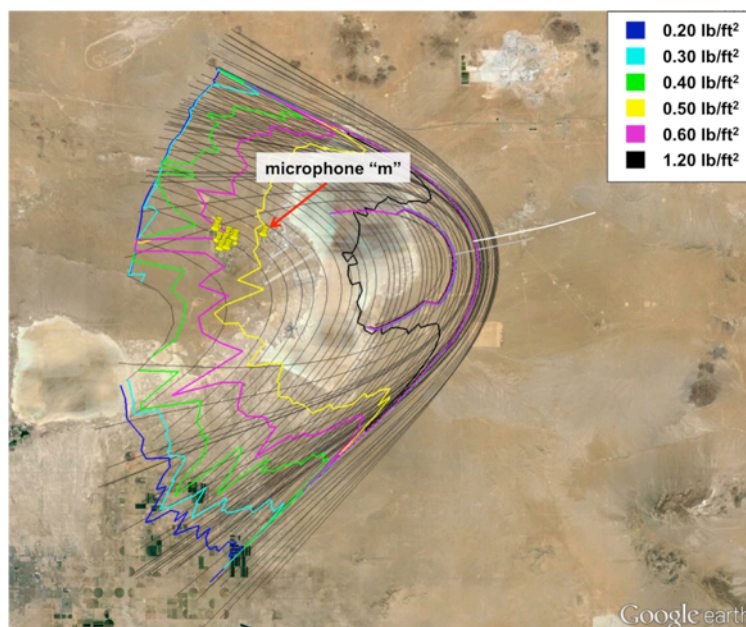 0.20 lb/ft²
0.30 lb/ft²
0.40 lb/ft²
0.50 lb/ft²
0.60 lb/ft²
1.20 lb/ft²
microphone “m”
Google earth